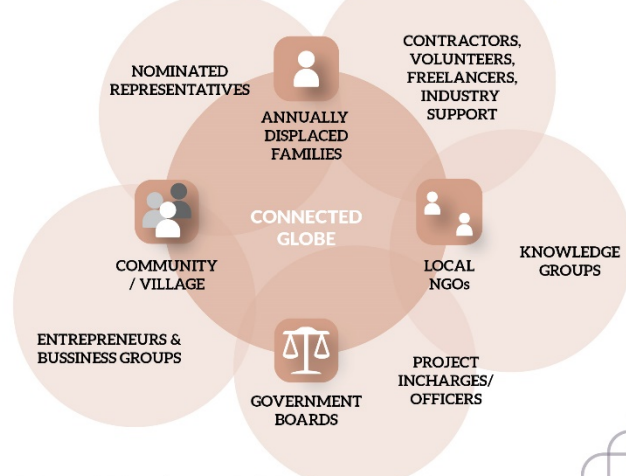 NOMINATED
REPRESENTATIVES
CONTRACTORS,
VOLUNTEERS,
FREELANCERS,
INDUSTRY
SUPPORT
ANNUALLY
DISPLACED
FAMILIES
CONNECTED
GLOBE
COMMUNITY
/ VILLAGE
LOCAL
NGOs
KNOWLEDGE
GROUPS
ENTREPRENEURS &
BUSSINESS GROUPS
GOVERNMENT
BOARDS
PROJECT
INCHARGES/
OFFICERS